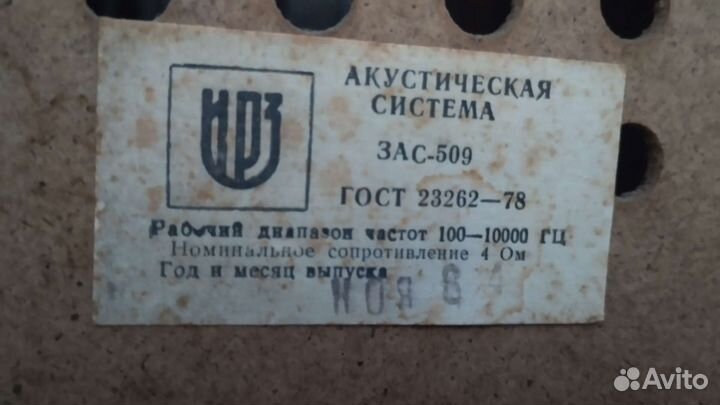 ИРЗ
АКУСТИЧЕСКАЯ
СИСТЕМА
3АС-509
ГОСТ 23262—78
Рабочий диапазон частот 100—10000 ГЦ
Номинальное сопротивление 4 Ом
Год и месяц выпуска
НОЯ 8
Avito